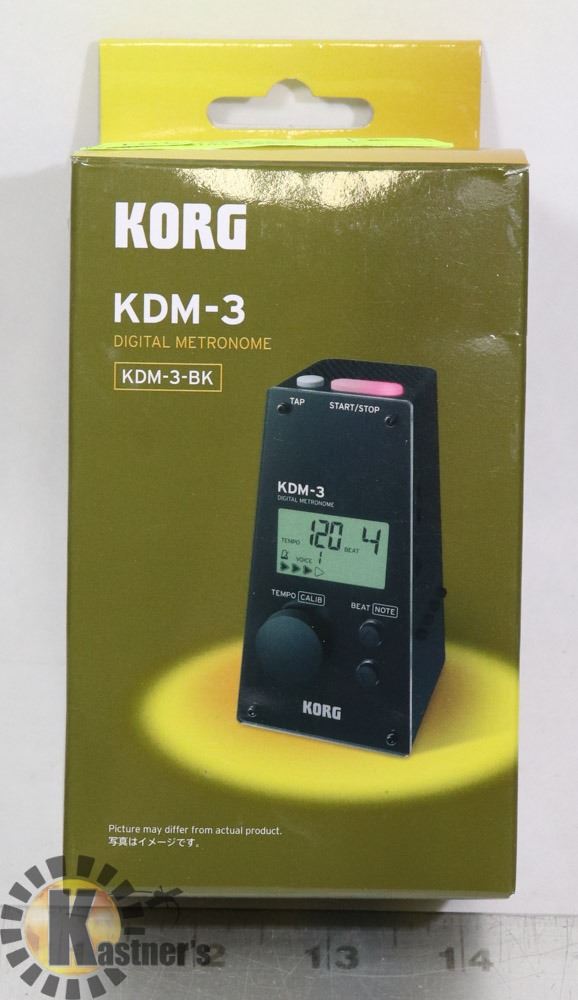 KORG
KDM-3
DIGITAL METRONOME
KDM-3-BK
TAP START/STOP
KDM-3
DIGITAL METRONOME
TEMPO 120 BEAT 4
VOICE 1
TEMPO CALIB BEAT NOTE
KORG
Picture may differ from actual product.
写真はイメージです。
Kastner's
2 13 14